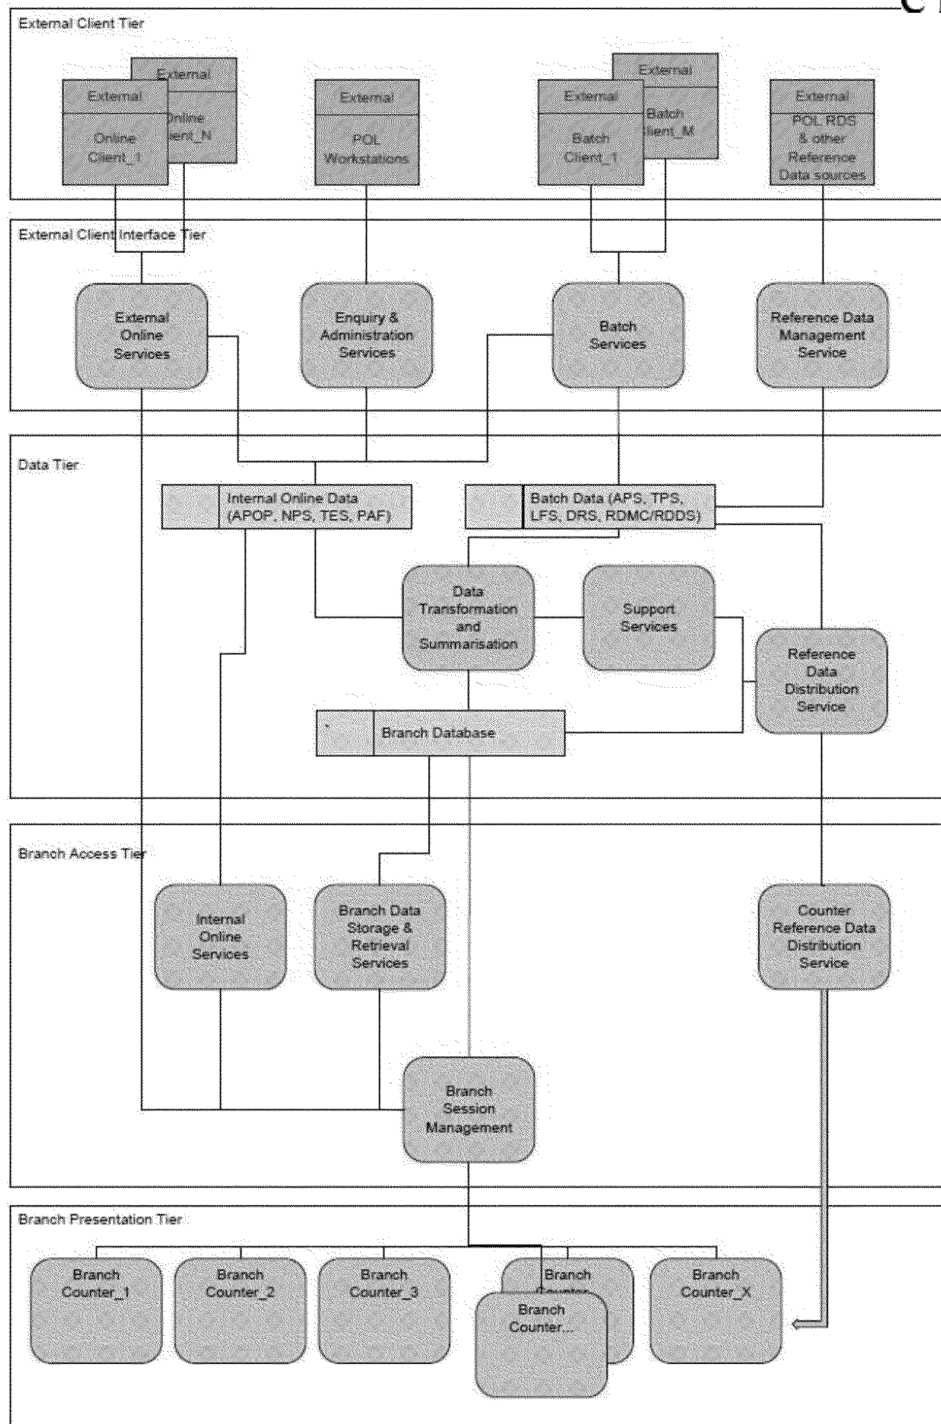 External Client Tier
External
External
Online
Client_1
External
POL
Workstations
External
External
Batch
Client_M
Batch
Client_1
External
POL RDS
& other
Reference
Data sources
External Client Interface Tier
External
Online
Services
Enquiry &
Administration
Services
Batch
Services
Reference Data
Management
Service
Data Tier
Internal Online Data
(APOP, NPS, TES, PAF)
Batch Data (APS, TPS,
LFS, DRS, RDMC/RDDS)
Data
Transformation
and
Summarisation
Support
Services
Reference
Data
Distribution
Service
Branch Database
Branch Access Tier
Internal
Online
Services
Branch Data
Storage &
Retrieval
Services
Counter
Reference Data
Distribution
Service
Branch
Session
Management
Branch Presentation Tier
Branch
Counter_1
Branch
Counter_2
Branch
Counter_3
Branch
Branch
Counter...
Branch
Counter_X